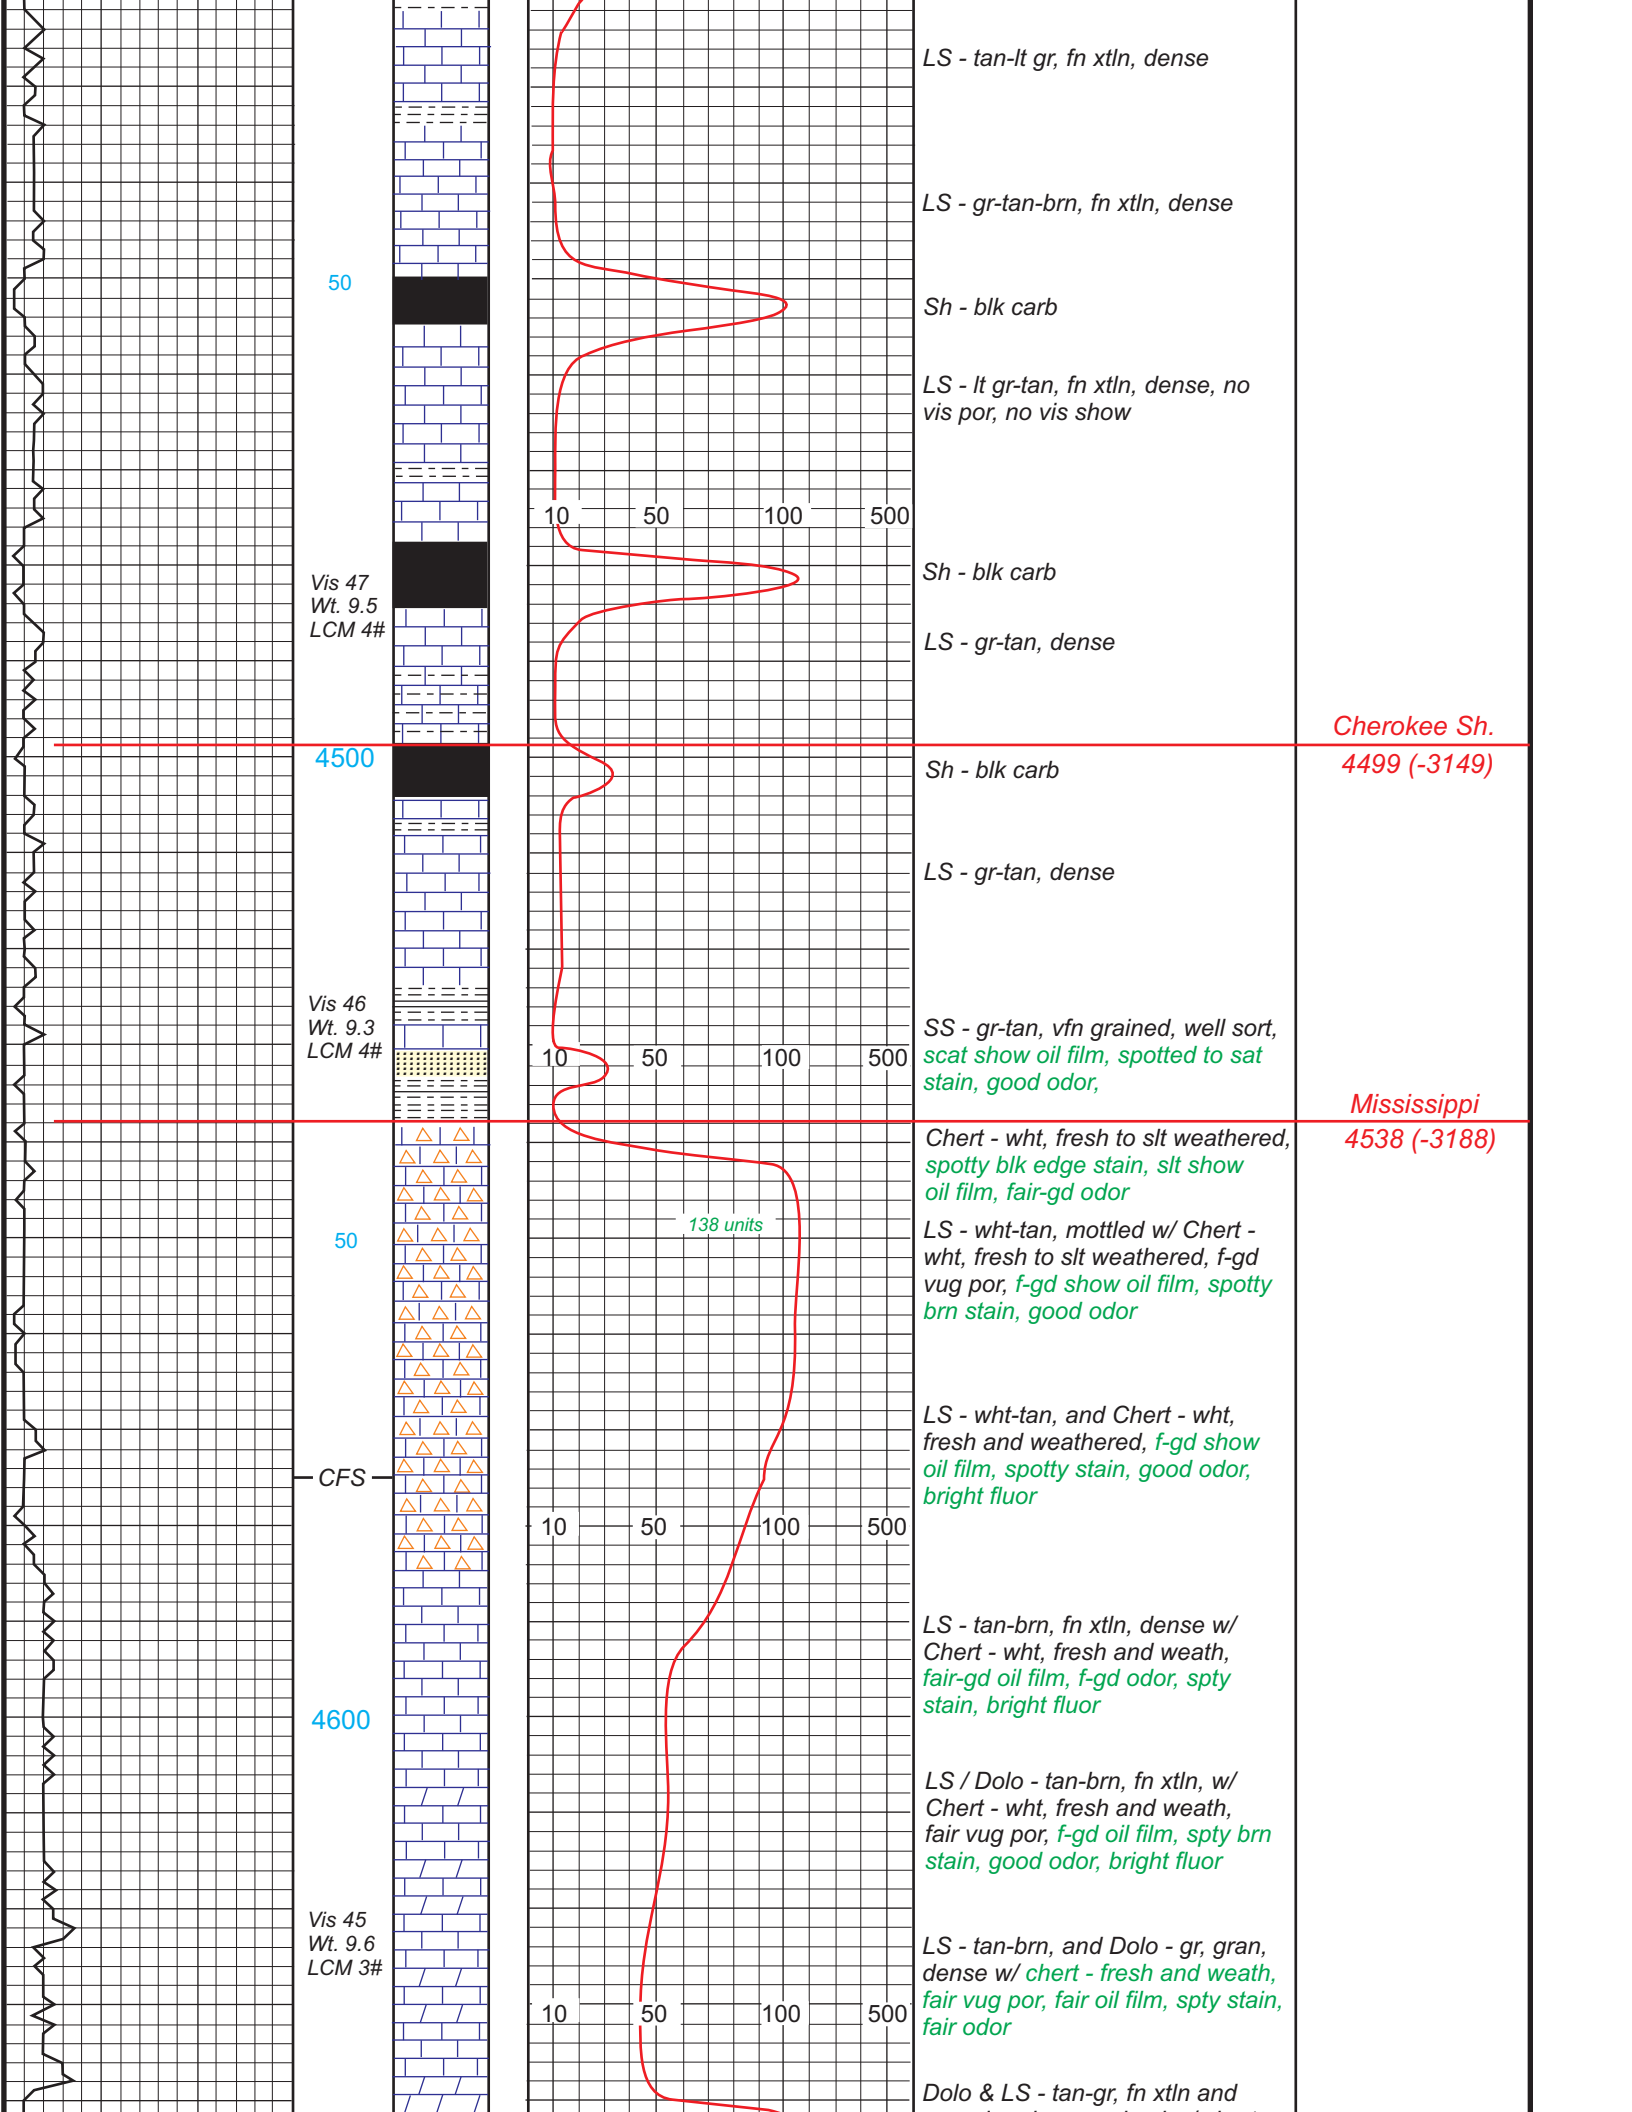 LS - tan-lt gr, fn xtln, dense
LS - gr-tan-brn, fn xtln, dense
50
Sh - blk carb
LS - lt gr-tan, fn xtln, dense, no
vis por, no vis show
10 50 100 500
Sh - blk carb
Vis 47
Wt. 9.5
LCM 4#
LS - gr-tan, dense
Cherokee Sh.
4499 (-3149)
4500
Sh - blk carb
LS - gr-tan, dense
Vis 46
Wt. 9.3
LCM 4#
SS - gr-tan, vfn grained, well sort,
scat show oil film, spotted to sat
stain, good odor,
10 50 100 500
Mississippi
4538 (-3188)
Chert - wht, fresh to slt weathered,
spotty blk edge stain, slt show
oil film, fair-gd odor
138 units
50
LS - wht-tan, mottled w/ Chert -
wht, fresh to slt weathered, f-gd
vug por, f-gd show oil film, spotty
brn stain, good odor
LS - wht-tan, and Chert - wht,
fresh and weathered, f-gd show
oil film, spotty stain, good odor,
bright fluor
CFS
10 50 100 500
LS - tan-brn, fn xtln, dense w/
Chert - wht, fresh and weath,
fair-gd oil film, f-gd odor, spty
stain, bright fluor
4600
LS / Dolo - tan-brn, fn xtln, w/
Chert - wht, fresh and weath,
fair vug por, f-gd oil film, spty brn
stain, good odor, bright fluor
Vis 45
Wt. 9.6
LCM 3#
LS - tan-brn, and Dolo - gr, gran,
dense w/ chert - fresh and weath,
fair vug por, fair oil film, spty stain,
fair odor
10 50 100 500
Dolo & LS - tan-gr, fn xtln and